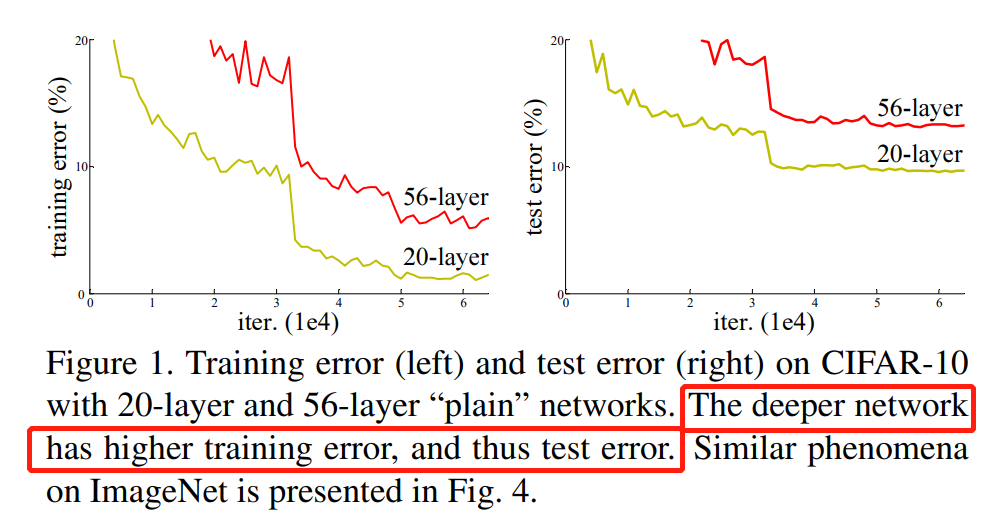 20
10
0
training error (%)
56-layer
20-layer
0 1 2 3 4 5 6
iter. (1e4)
20
10
0
test error (%)
56-layer
20-layer
0 1 2 3 4 5 6
iter. (1e4)
Figure 1. Training error (left) and test error (right) on CIFAR-10
with 20-layer and 56-layer “plain” networks. The deeper network
has higher training error, and thus test error. Similar phenomena
on ImageNet is presented in Fig. 4.